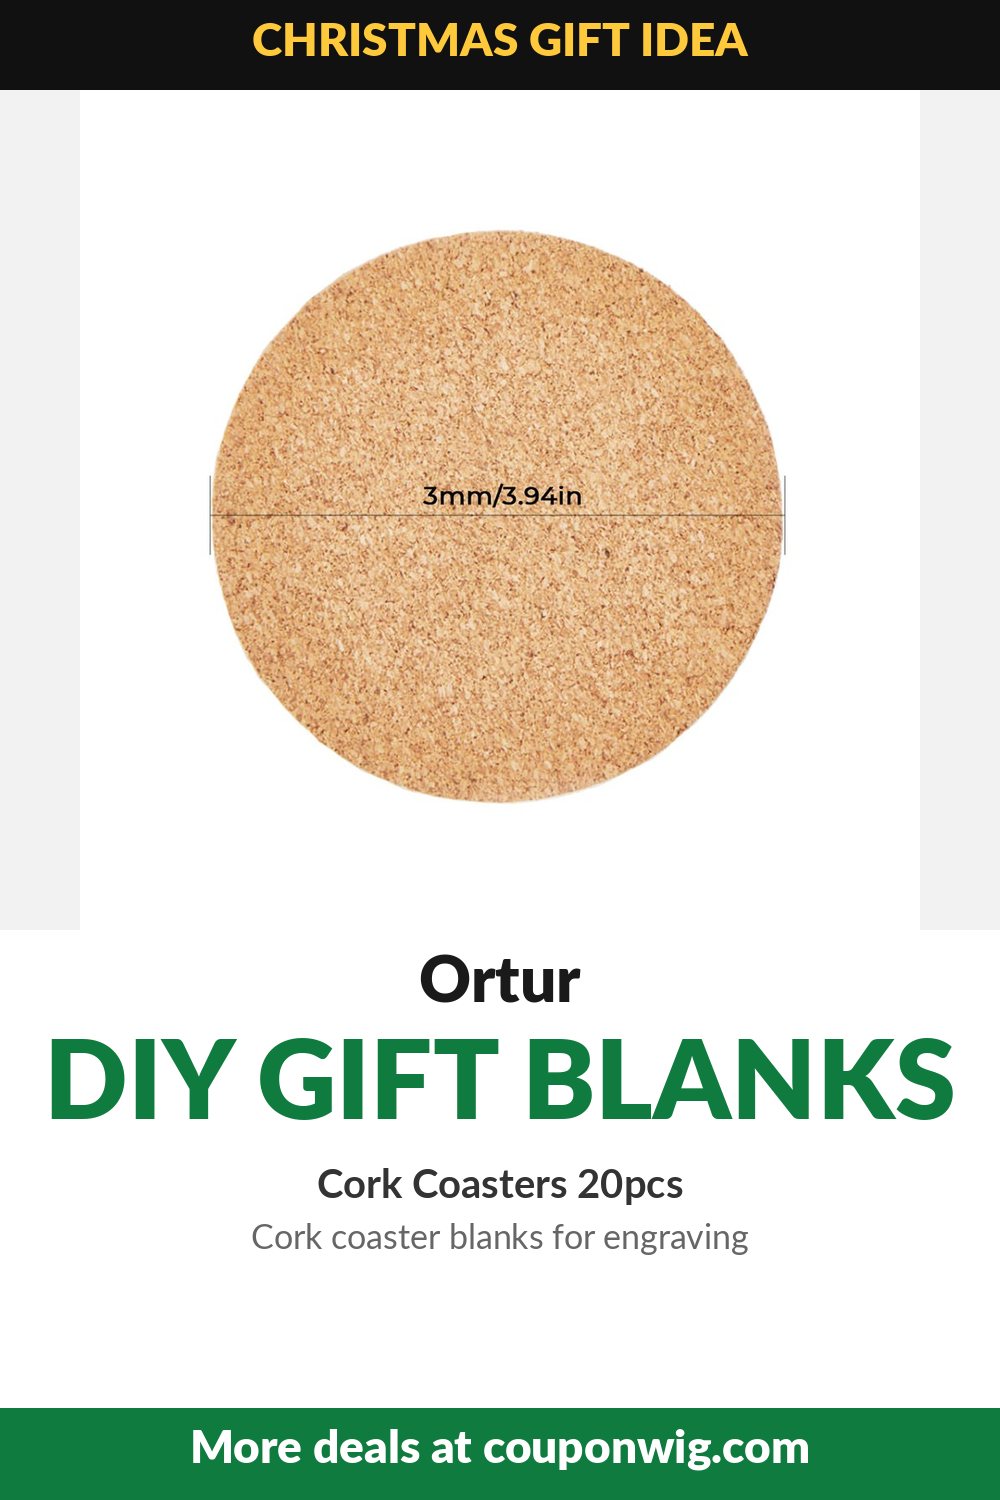 CHRISTMAS GIFT IDEA
3mm/3.94in
Ortur
DIY GIFT BLANKS
Cork Coasters 20pcs
Cork coaster blanks for engraving
More deals at couponwig.com